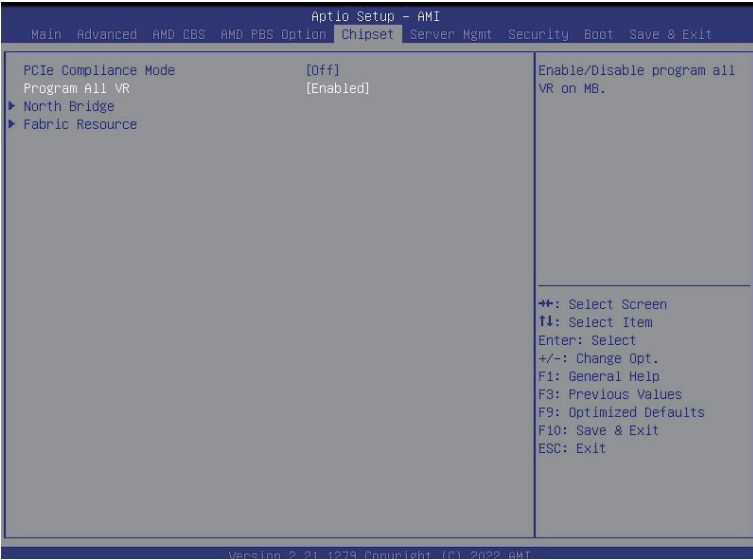 Aptio Setup – AMI
Main Advanced AMD CBS AMD PBS Option Chipset Server Mgmt Security Boot Save & Exit
PCIe Compliance Mode [Off]
Program All VR [Enabled]
▶ North Bridge
▶ Fabric Resource
Enable/Disable program all
VR on MB.
→←: Select Screen
↑↓: Select Item
Enter: Select
+/-: Change Opt.
F1: General Help
F3: Previous Values
F9: Optimized Defaults
F10: Save & Exit
ESC: Exit
Version 2.21.1279 Copyright (C) 2022 AMI